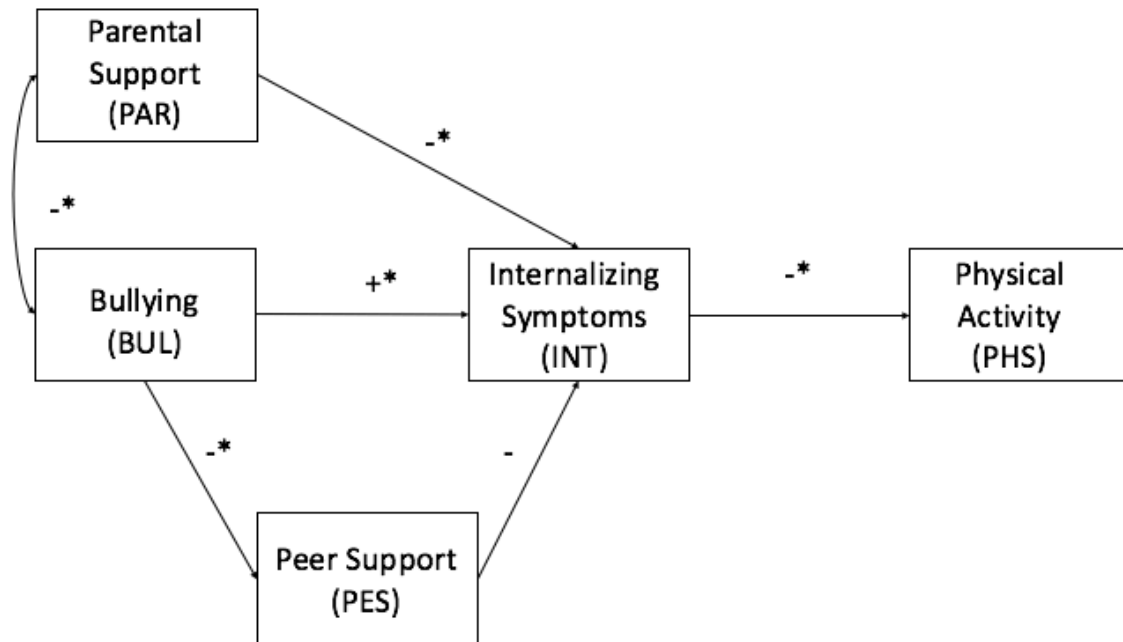 Parental
Support
(PAR)
-*
-*
Bullying
(BUL)
+*
Internalizing
Symptoms
(INT)
-*
Physical
Activity
(PHS)
-*
-
Peer Support
(PES)